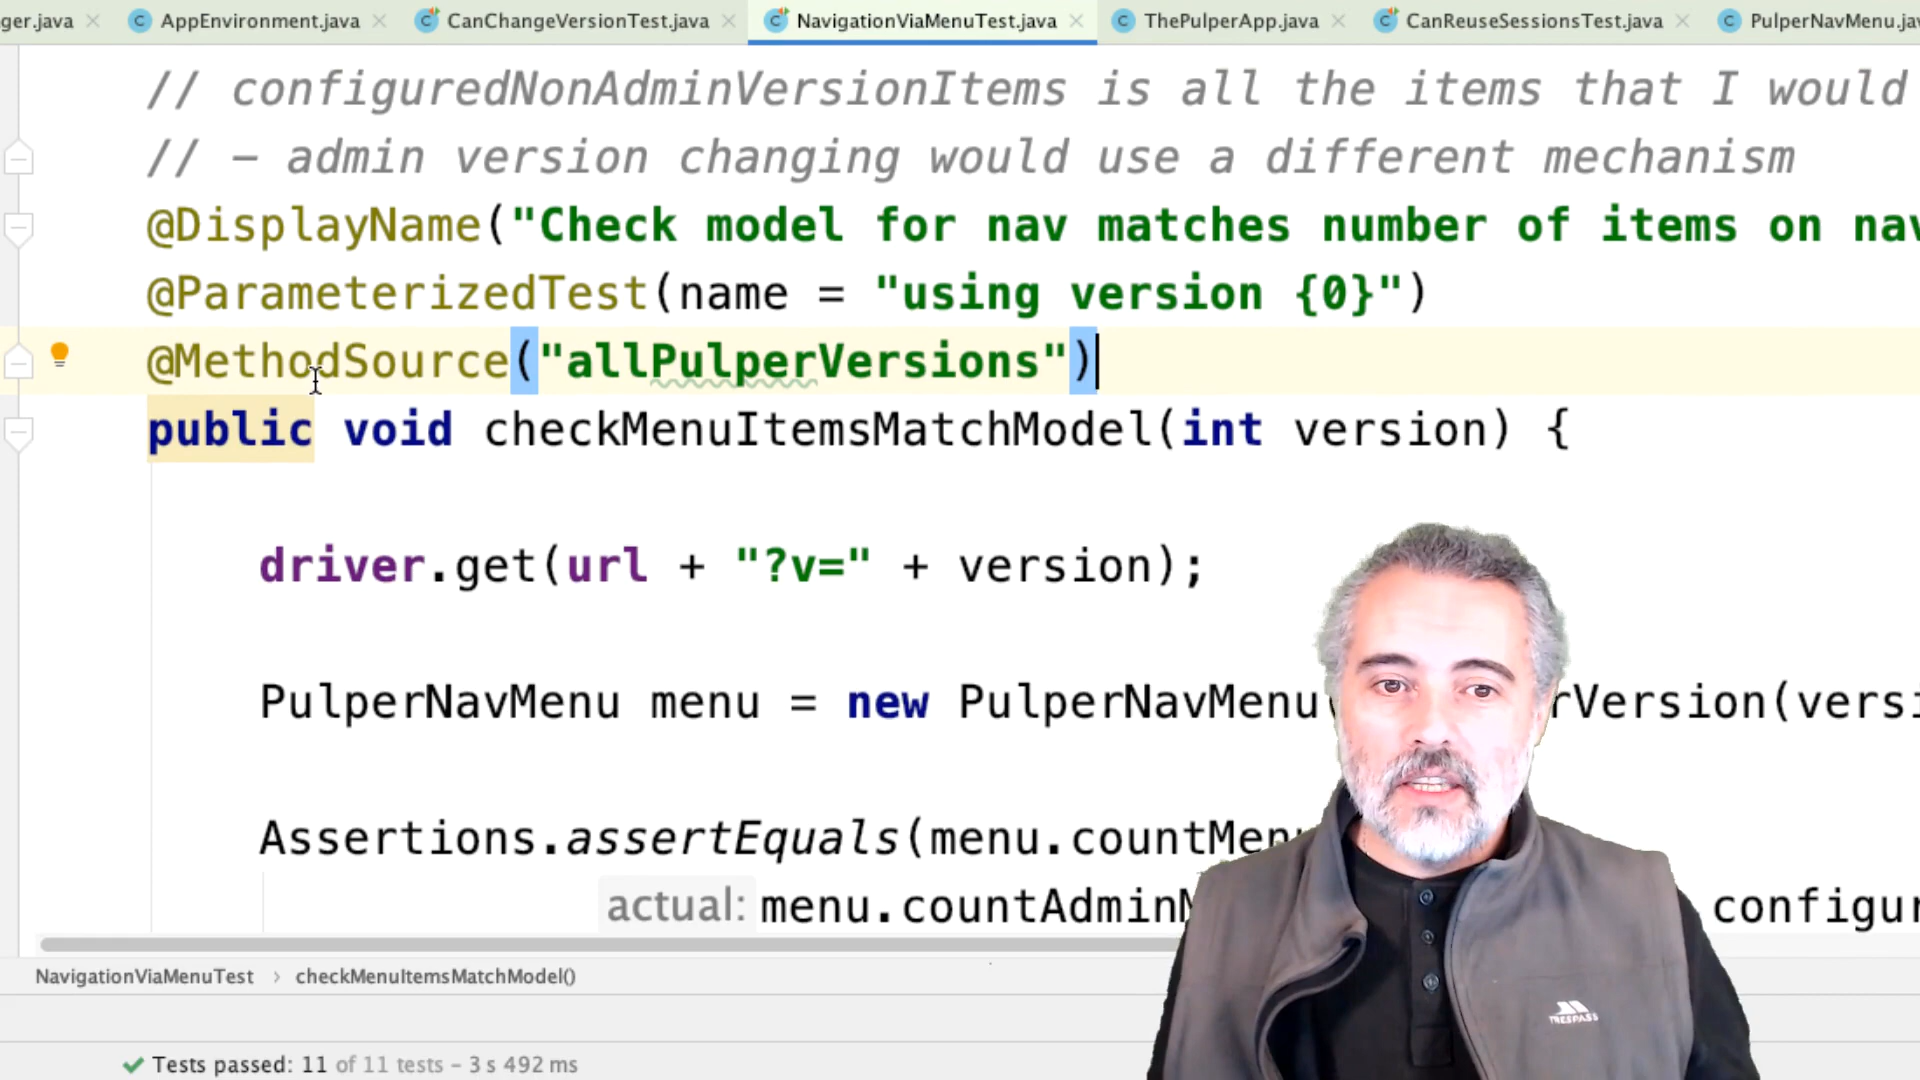 ger.java AppEnvironment.java CanChangeVersionTest.java NavigationViaMenuTest.java ThePulperApp.java CanReuseSessionsTest.java PulperNavMenu.jav
// configuredNonAdminVersionItems is all the items that I would
// – admin version changing would use a different mechanism
@DisplayName("Check model for nav matches number of items on nav
@ParameterizedTest(name = "using version {0}")
@MethodSource("allPulperVersions")
public void checkMenuItemsMatchModel(int version) {
driver.get(url + "?v=" + version);
PulperNavMenu menu = new PulperNavMenu( rVersion(versi
Assertions.assertEquals(menu.countMen
actual: menu.countAdminM configur
NavigationViaMenuTest › checkMenuItemsMatchModel()
TRESPASS
Tests passed: 11 of 11 tests – 3 s 492 ms